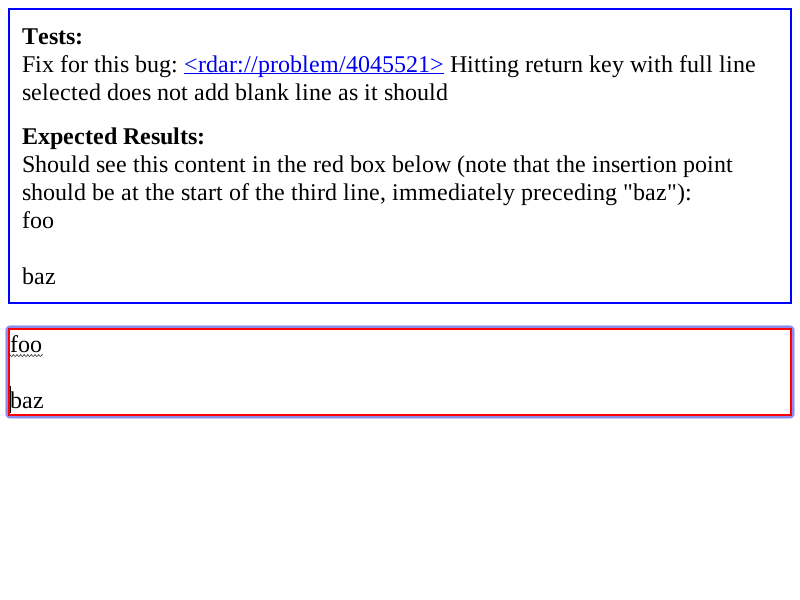 Tests:
Fix for this bug: <rdar://problem/4045521> Hitting return key with full line
selected does not add blank line as it should
Expected Results:
Should see this content in the red box below (note that the insertion point
should be at the start of the third line, immediately preceding "baz"):
foo
baz
foo
baz